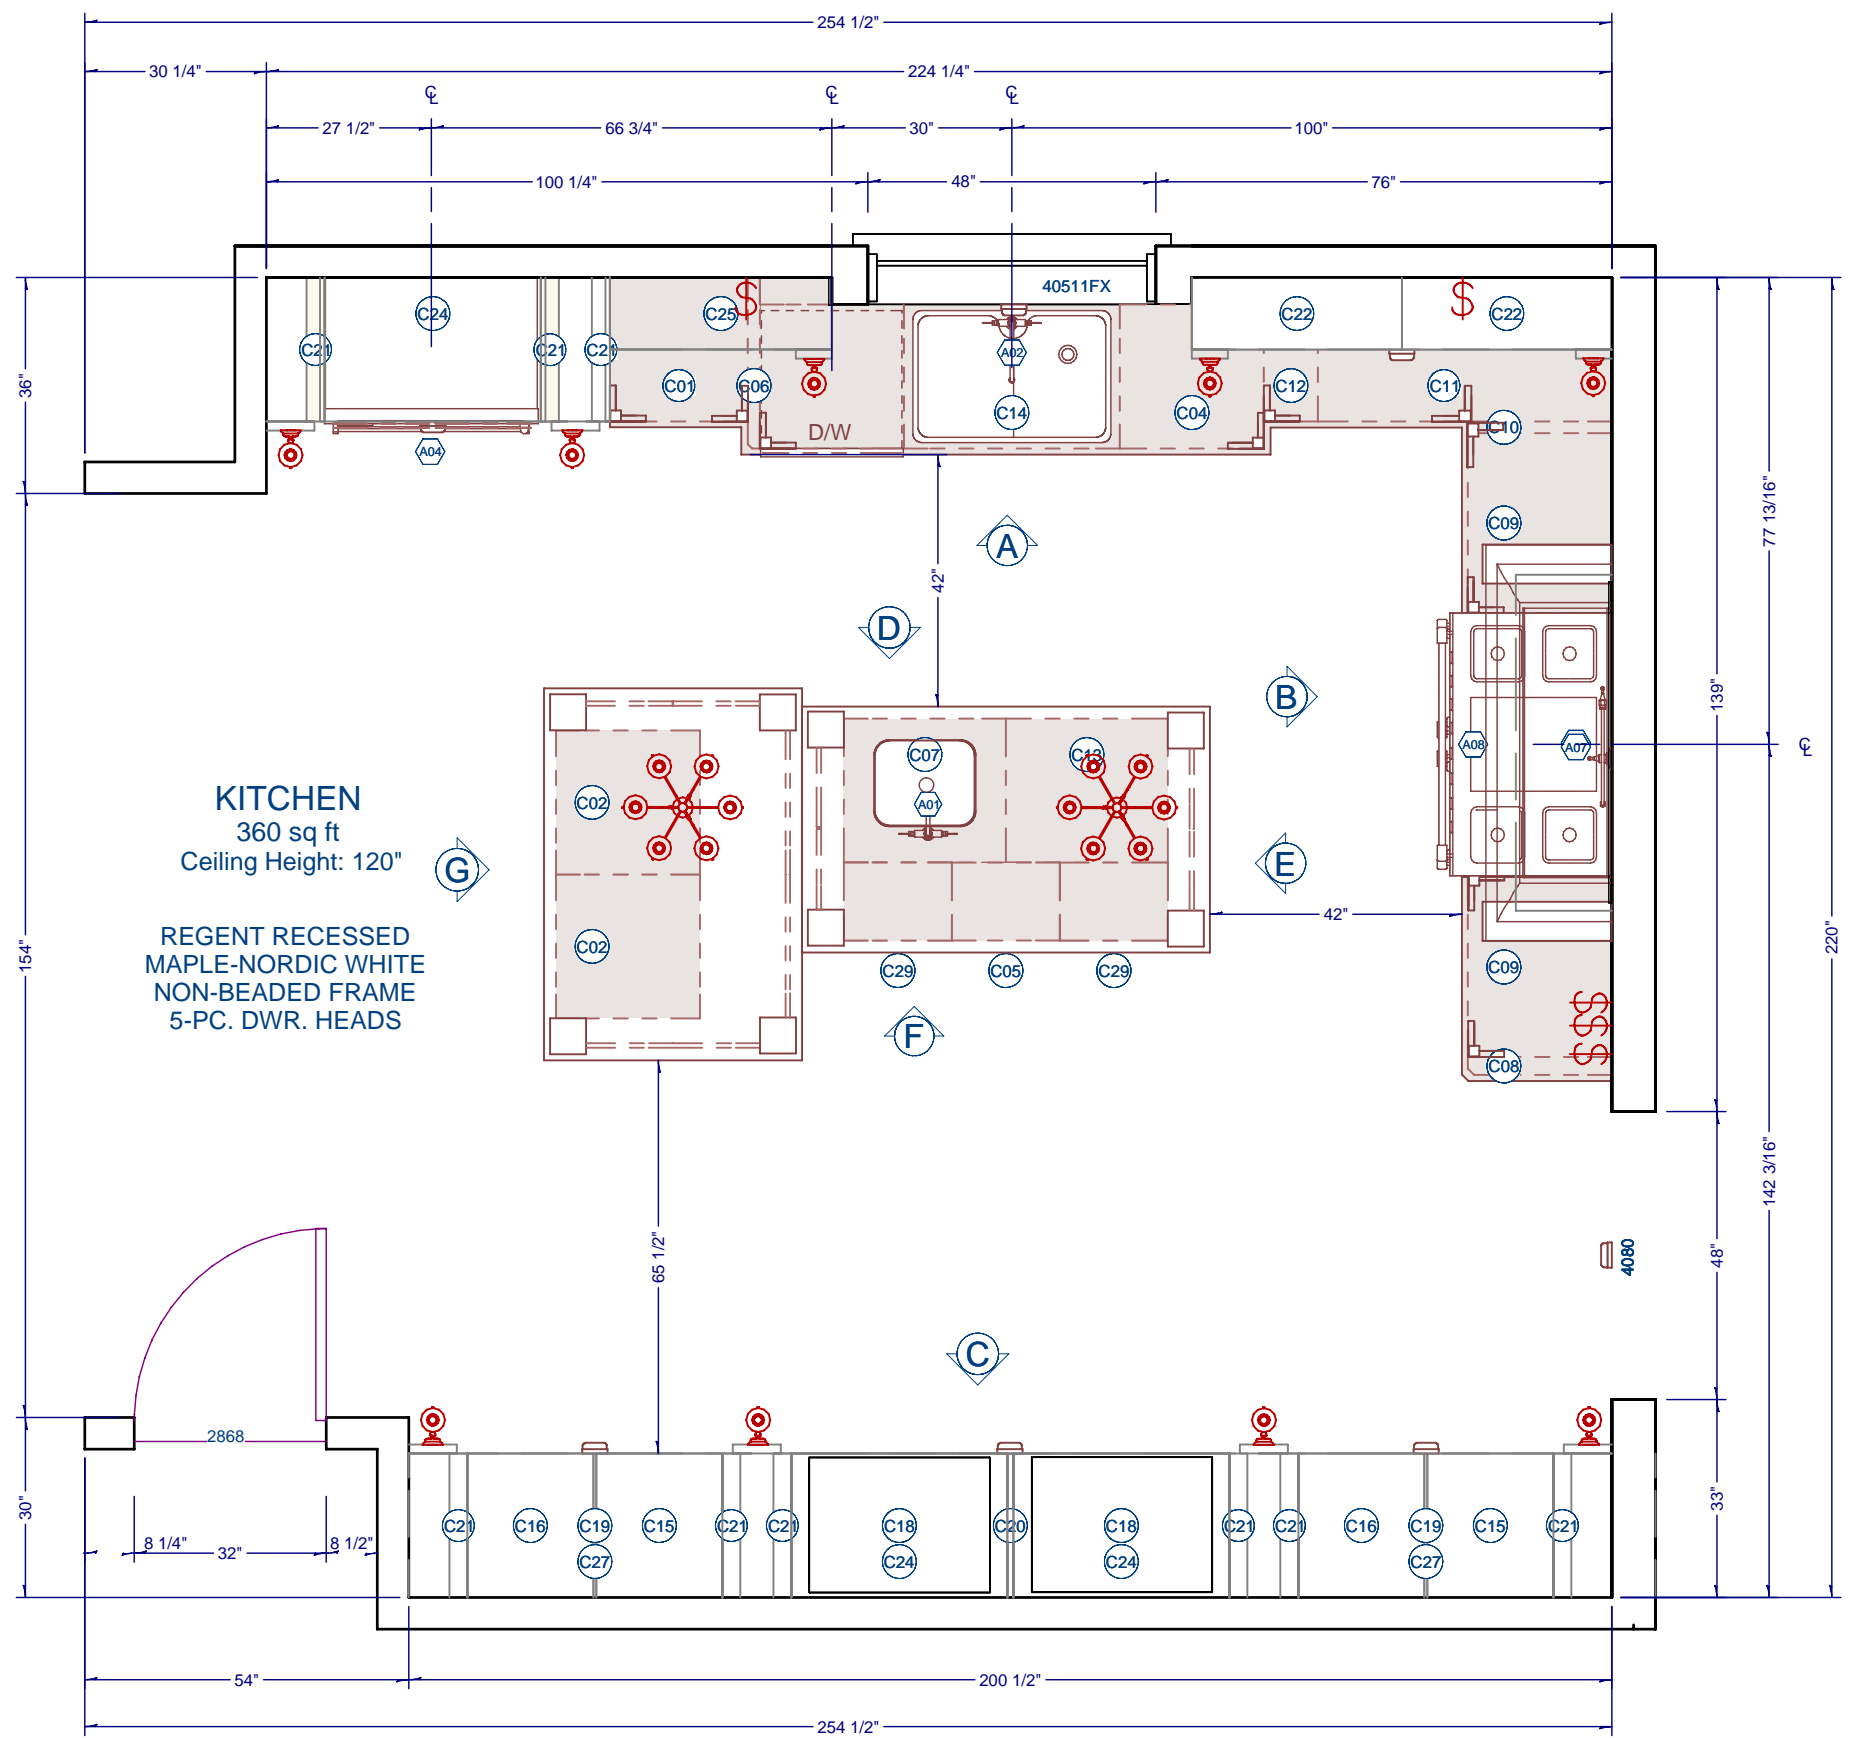 254 1/2"
30 1/4" 224 1/4"
℄ ℄ ℄
27 1/2" 66 3/4" 30" 100"
100 1/4" 48" 76"
40511FX
C24 C25 C22 C22
C21 C21 C21 A02
36" C01 C06 C12 C11
C14 C04
D/W C10
A04
77 13/16"
C09
A
42"
D
B
139"
A08 A07 ℄
C07 C13
KITCHEN
360 sq ft
Ceiling Height: 120"
C02 A01
G E
REGENT RECESSED
MAPLE-NORDIC WHITE
NON-BEADED FRAME
5-PC. DWR. HEADS
154"
C02 42" 220"
C29 C05 C29 C09
F
C08
142 3/16"
65 1/2" 48"
4080
C
2868
30" 33"
C21 C16 C19 C15 C21 C21 C18 C20 C18 C21 C21 C16 C19 C15 C21
C27 C24 C24 C27
8 1/4" 32" 8 1/2"
54" 200 1/2"
254 1/2"